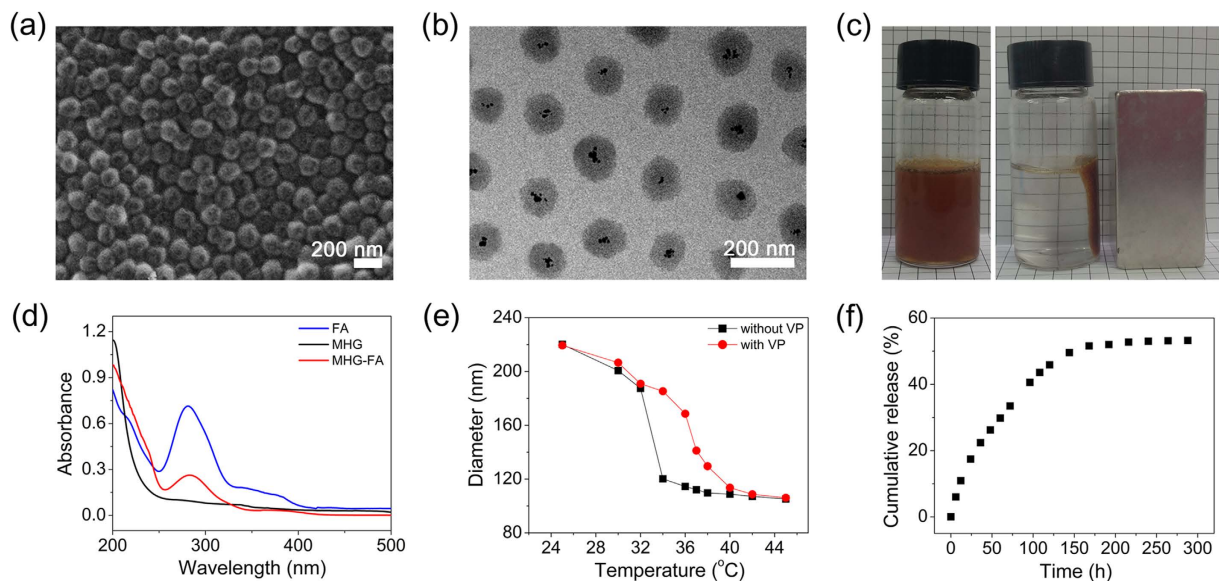 (a)
200 nm
(b)
200 nm
(c)
(d)
Absorbance
1.2
0.9
0.6
0.3
0.0
FA
MHG
MHG-FA
200
300
400
500
Wavelength (nm)
(e)
Diameter (nm)
240
200
160
120
80
without VP
with VP
24
28
32
36
40
44
Temperature (°C)
(f)
Cumulative release (%)
60
40
20
0
0
50
100
150
200
250
300
Time (h)